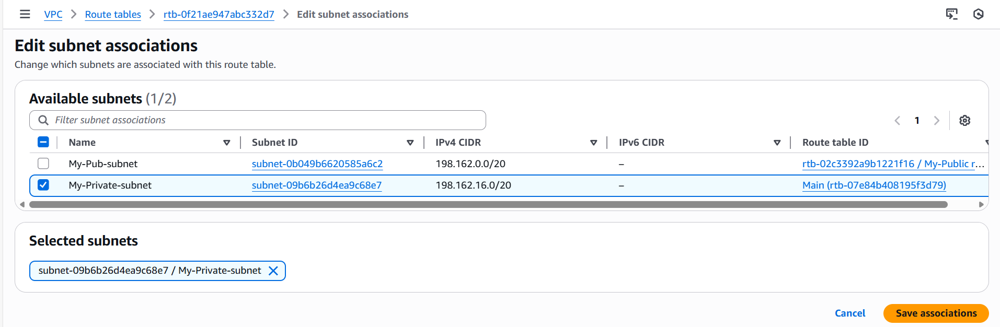 VPC > Route tables > rtb-0f21ae947abc332d7 > Edit subnet associations
Edit subnet associations
Change which subnets are associated with this route table.
Available subnets (1/2)
Filter subnet associations
1
Name Subnet ID IPv4 CIDR IPv6 CIDR Route table ID
My-Pub-subnet subnet-0b049b6620585a6c2 198.162.0.0/20 – rtb-02c3392a9b1221f16 / My-Public r...
My-Private-subnet subnet-09b6b26d4ea9c68e7 198.162.16.0/20 – Main (rtb-07e84b408195f3d79)
Selected subnets
subnet-09b6b26d4ea9c68e7 / My-Private-subnet
Cancel Save associations